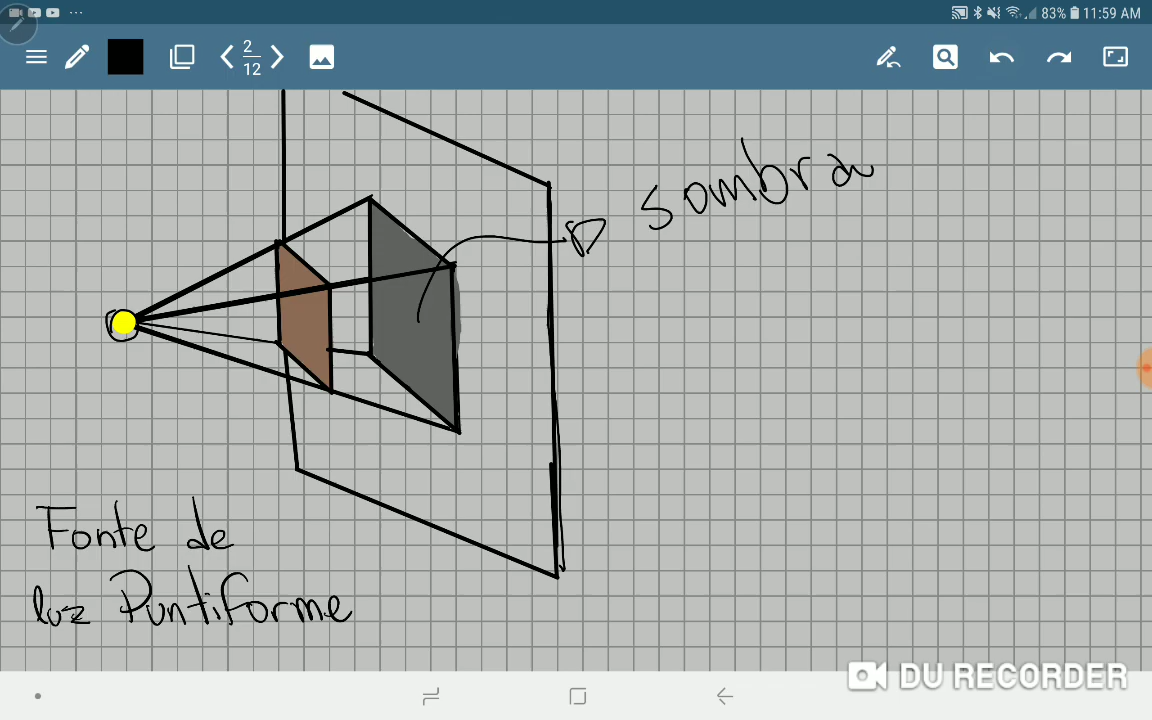 83% 11:59 AM
2
12
sombra
Fonte de
luz Puntiforme
DU RECORDER